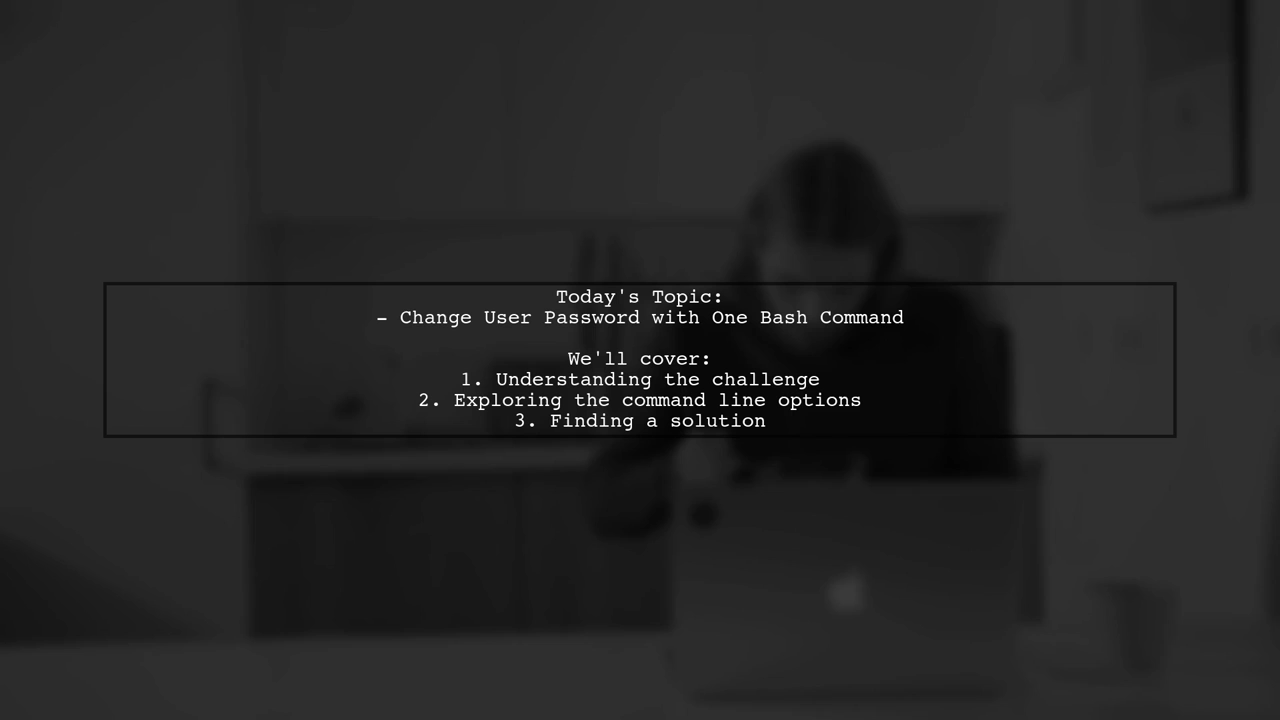 Today's Topic:
- Change User Password with One Bash Command
We'll cover:
1. Understanding the challenge
2. Exploring the command line options
3. Finding a solution